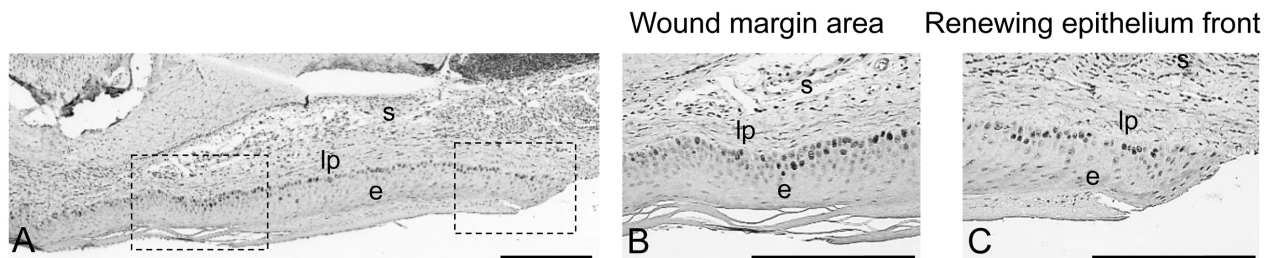 Wound margin area
Renewing epithelium front
s
lp
e
A
s
lp
e
B
s
lp
e
C